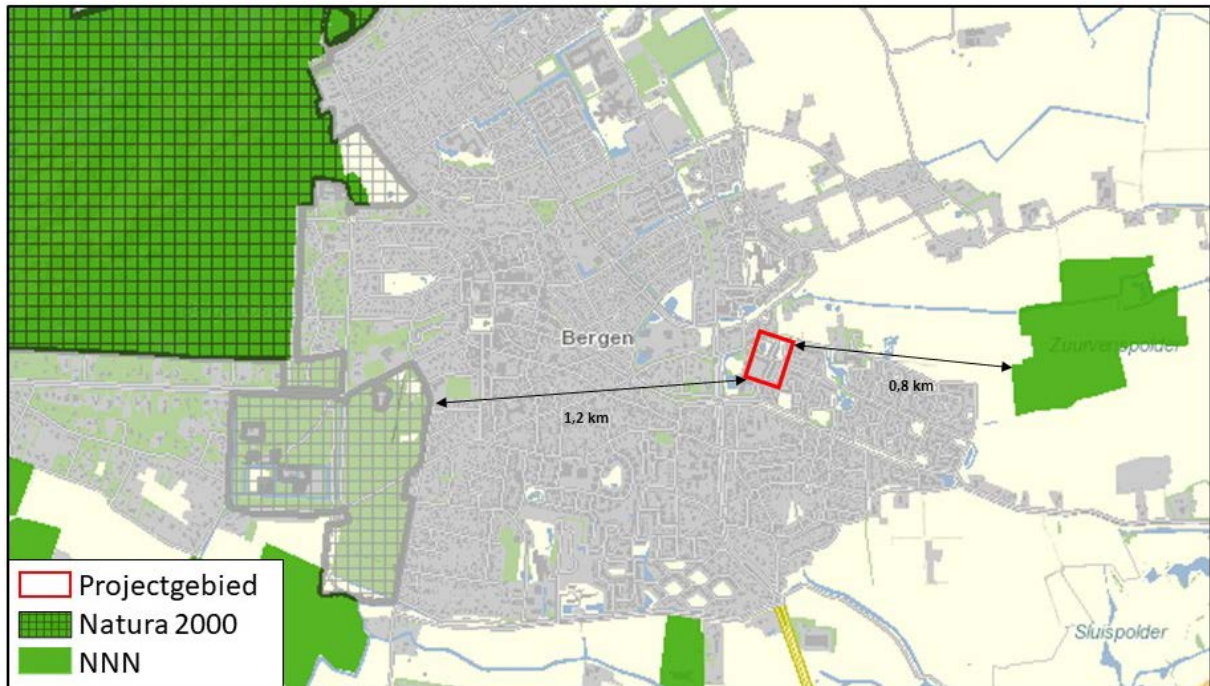 Bergen
Zuurvenspolder
0,8 km
1,2 km
Sluispolder
Projectgebied
Natura 2000
NNN